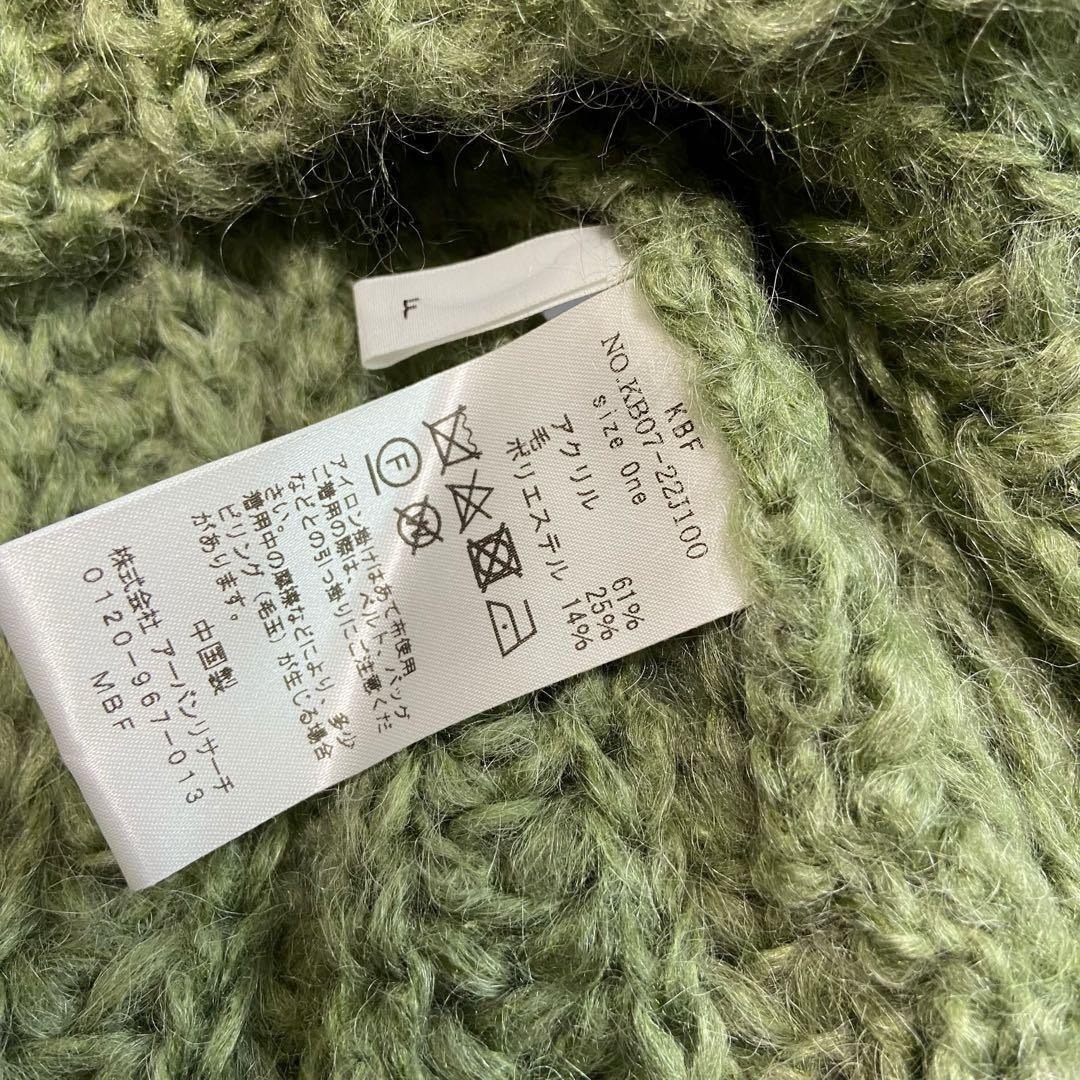 F
KBF
NO.KB07-22J100
size One
アクリル 61%
毛 25%
ポリエステル 14%
F
アイロン掛けはあて布使用
ご着用の際は、ベルト、バッグ
などとの引っ掛りにご注意くだ
さい。着用中の摩擦などにより、多少
ピリング(毛玉)が生じる場合
があります。
中国製
株式会社 アーバンリサーチ
0120-967-013
MBF